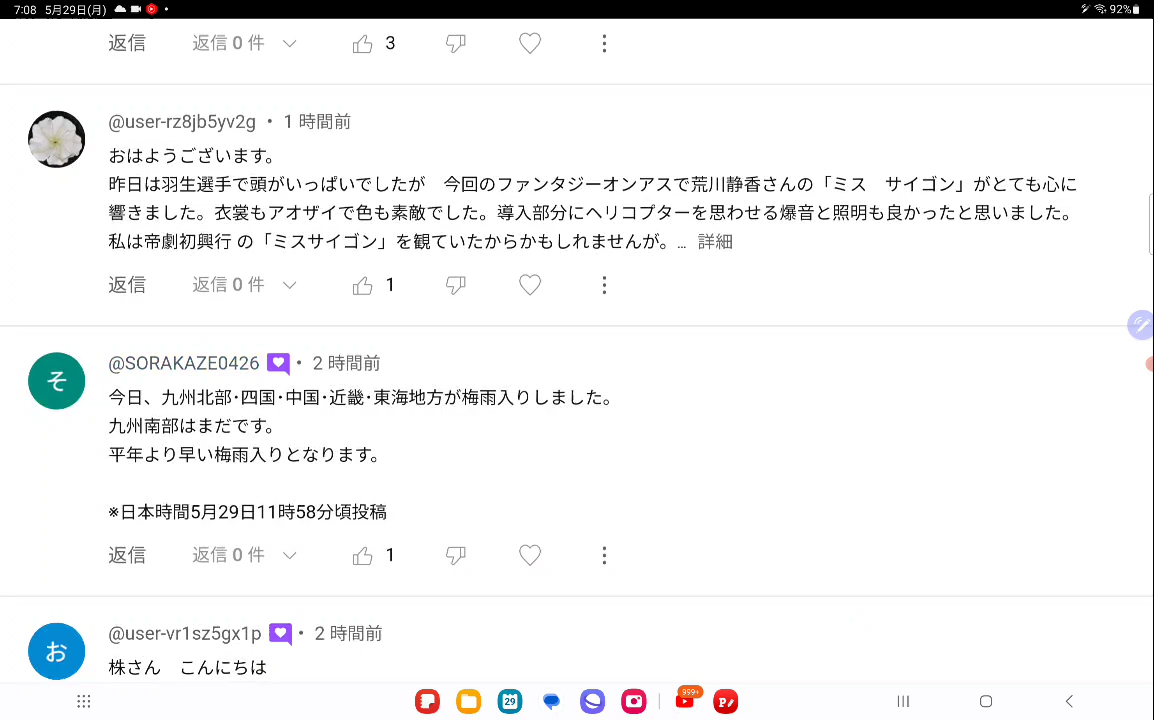 7:08 5月29日(月) 92%
返信 返信 0 件 3
@user-rz8jb5yv2g • 1 時間前
おはようございます。
昨日は羽生選手で頭がいっぱいでしたが　今回のファンタジーオンアスで荒川静香さんの「ミス　サイゴン」がとても心に
響きました。衣裳もアオザイで色も素敵でした。導入部分にヘリコプターを思わせる爆音と照明も良かったと思いました。
私は帝劇初興行 の「ミスサイゴン」を観ていたからかもしれませんが。... 詳細
返信 返信 0 件 1
そ
@SORAKAZE0426 • 2 時間前
今日、九州北部･四国･中国･近畿･東海地方が梅雨入りしました。
九州南部はまだです。
平年より早い梅雨入りとなります。
※日本時間5月29日11時58分頃投稿
返信 返信 0 件 1
お
@user-vr1sz5gx1p • 2 時間前
株さん　こんにちは
29 999+ P